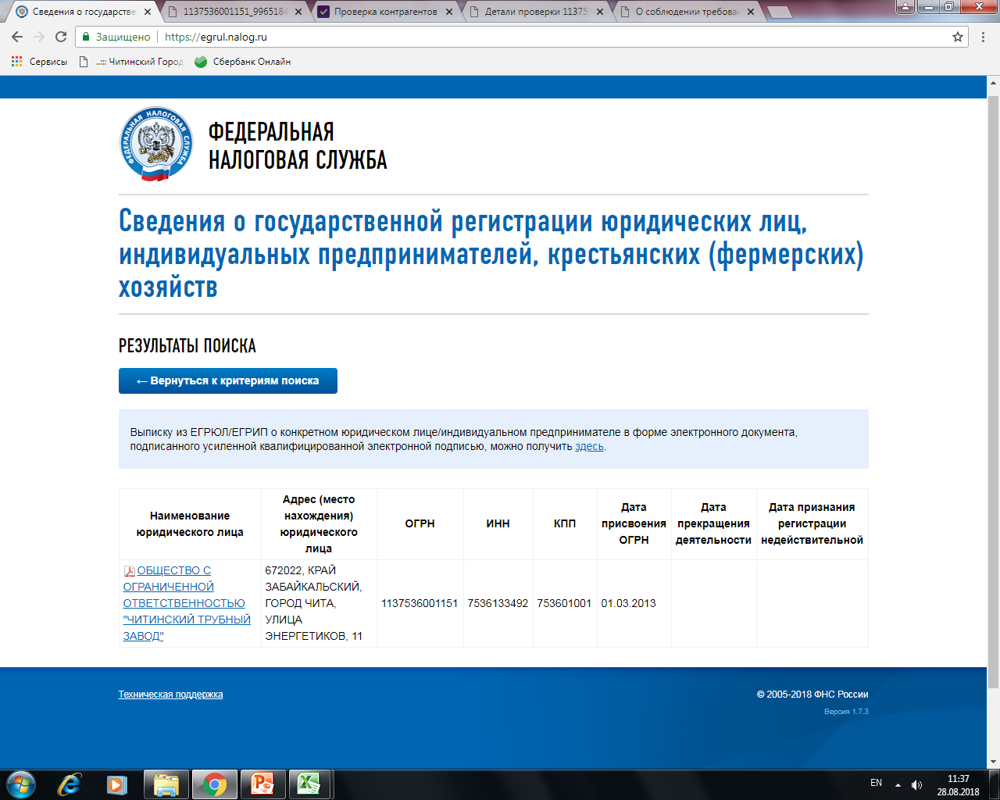 Сведения о государстве
1137536001151_9965184
Проверка контрагентов
Детали проверки 11375
О соблюдении требова
Защищено
https://egrul.nalog.ru
Сервисы
..::: Читинский Город
Сбербанк Онлайн
ФЕДЕРАЛЬНАЯ НАЛОГОВАЯ СЛУЖБА
ФЕДЕРАЛЬНАЯ
НАЛОГОВАЯ СЛУЖБА
Сведения о государственной регистрации юридических лиц,
индивидуальных предпринимателей, крестьянских (фермерских)
хозяйств
РЕЗУЛЬТАТЫ ПОИСКА
← Вернуться к критериям поиска
Выписку из ЕГРЮЛ/ЕГРИП о конкретном юридическом лице/индивидуальном предпринимателе в форме электронного документа,
подписанного усиленной квалифицированной электронной подписью, можно получить здесь.
Наименование
юридического лица
Адрес (место
нахождения)
юридического
лица
ОГРН
ИНН
КПП
Дата
присвоения
ОГРН
Дата
прекращения
деятельности
Дата признания
регистрации
недействительной
ОБЩЕСТВО С
ОГРАНИЧЕННОЙ
ОТВЕТСТВЕННОСТЬЮ
"ЧИТИНСКИЙ ТРУБНЫЙ
ЗАВОД"
672022, КРАЙ
ЗАБАЙКАЛЬСКИЙ,
ГОРОД ЧИТА,
УЛИЦА
ЭНЕРГЕТИКОВ, 11
1137536001151
7536133492
753601001
01.03.2013
Техническая поддержка
© 2005-2018 ФНС России
Версия 1.7.3
EN
11:37
28.08.2018